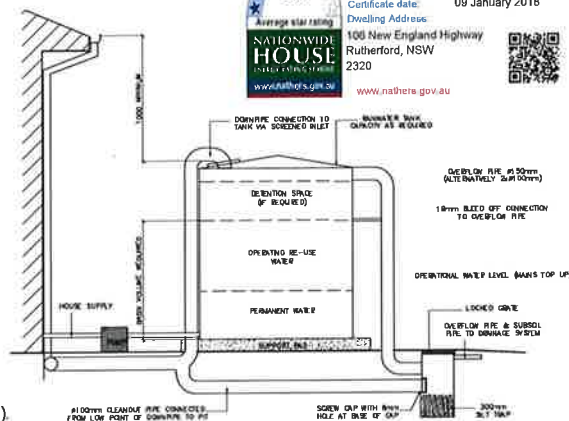 Average star rating
NATIONWIDE
HOUSE
ENERGY RATING SCHEME
www.nathers.gov.au
Certificate date: 09 January 2018
Dwelling Address
106 New England Highway
Rutherford, NSW
2320
www.nathers.gov.au
1000 MINIMUM
DOWNPIPE CONNECTION TO
TANK VIA SCREENED INLET
RAINWATER TANK
CAPACITY AS REQUIRED
DETENTION SPACE
(IF REQUIRED)
OVERFLOW PIPE ø150mm
(ALTERNATIVELY 2xø100mm)
BLEED OFF CONNECTION
TO OVERFLOW PIPE
BASIX VOLUME REQUIRED
OPERATING RE-USE
WATER
OPERATIONAL WATER LEVEL (MAINS TOP UP
PERMANENT WATER
HOUSE SUPPLY
PUMP
SUPPORT PAD
LOCKED GRATE
OVERFLOW PIPE & SUBSOIL
PIPE TO DRAINAGE SYSTEM
).
ø100mm CLEANOUT PIPE CONNECTED
FROM LOW POINT OF DOWNPIPE TO PIT
SCREW CAP WITH 6mm
HOLE AT BASE OF CAP
300mm
SILT TRAP